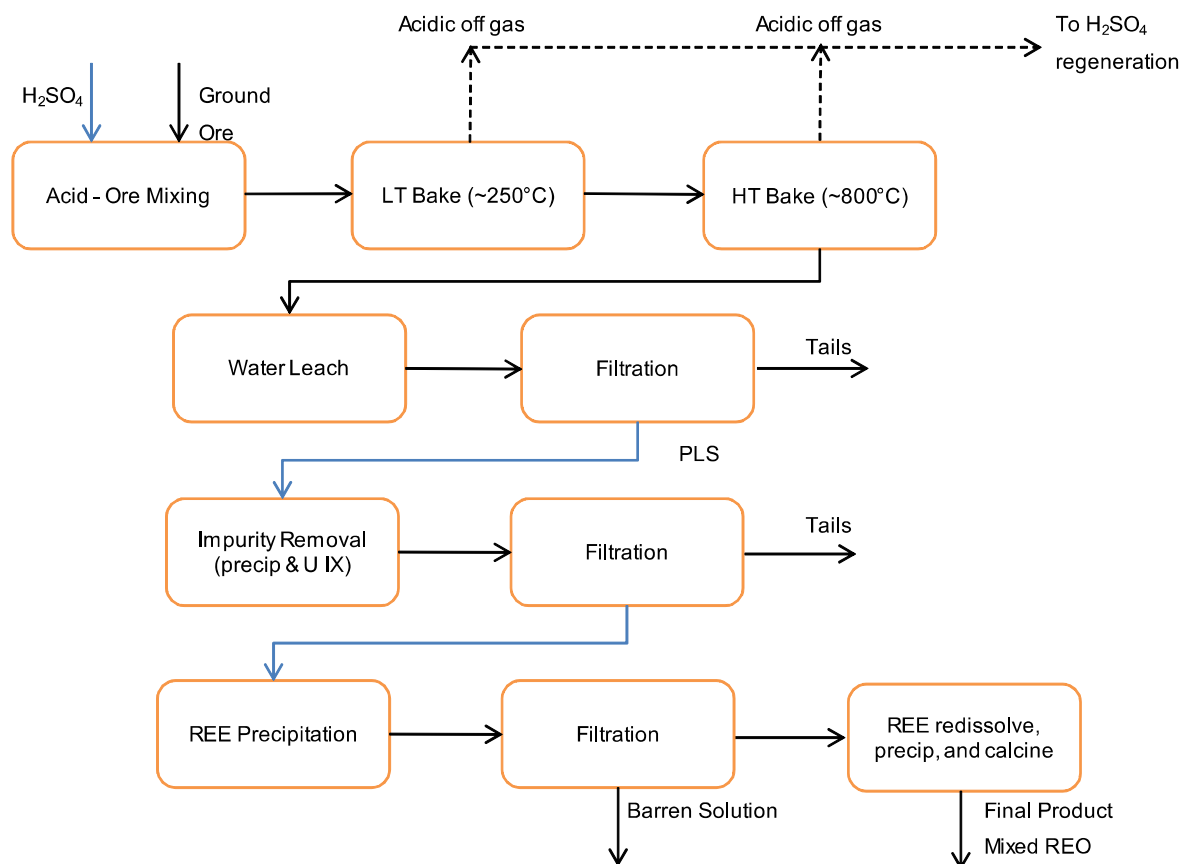 Acidic off gas
Acidic off gas
To H₂SO₄
regeneration
H₂SO₄
Ground
Ore
Acid - Ore Mixing
LT Bake (~250°C)
HT Bake (~800°C)
Water Leach
Filtration
Tails
PLS
Impurity Removal
(precip & U IX)
Filtration
Tails
REE Precipitation
Filtration
REE redissolve,
precip, and calcine
Barren Solution
Final Product
Mixed REO